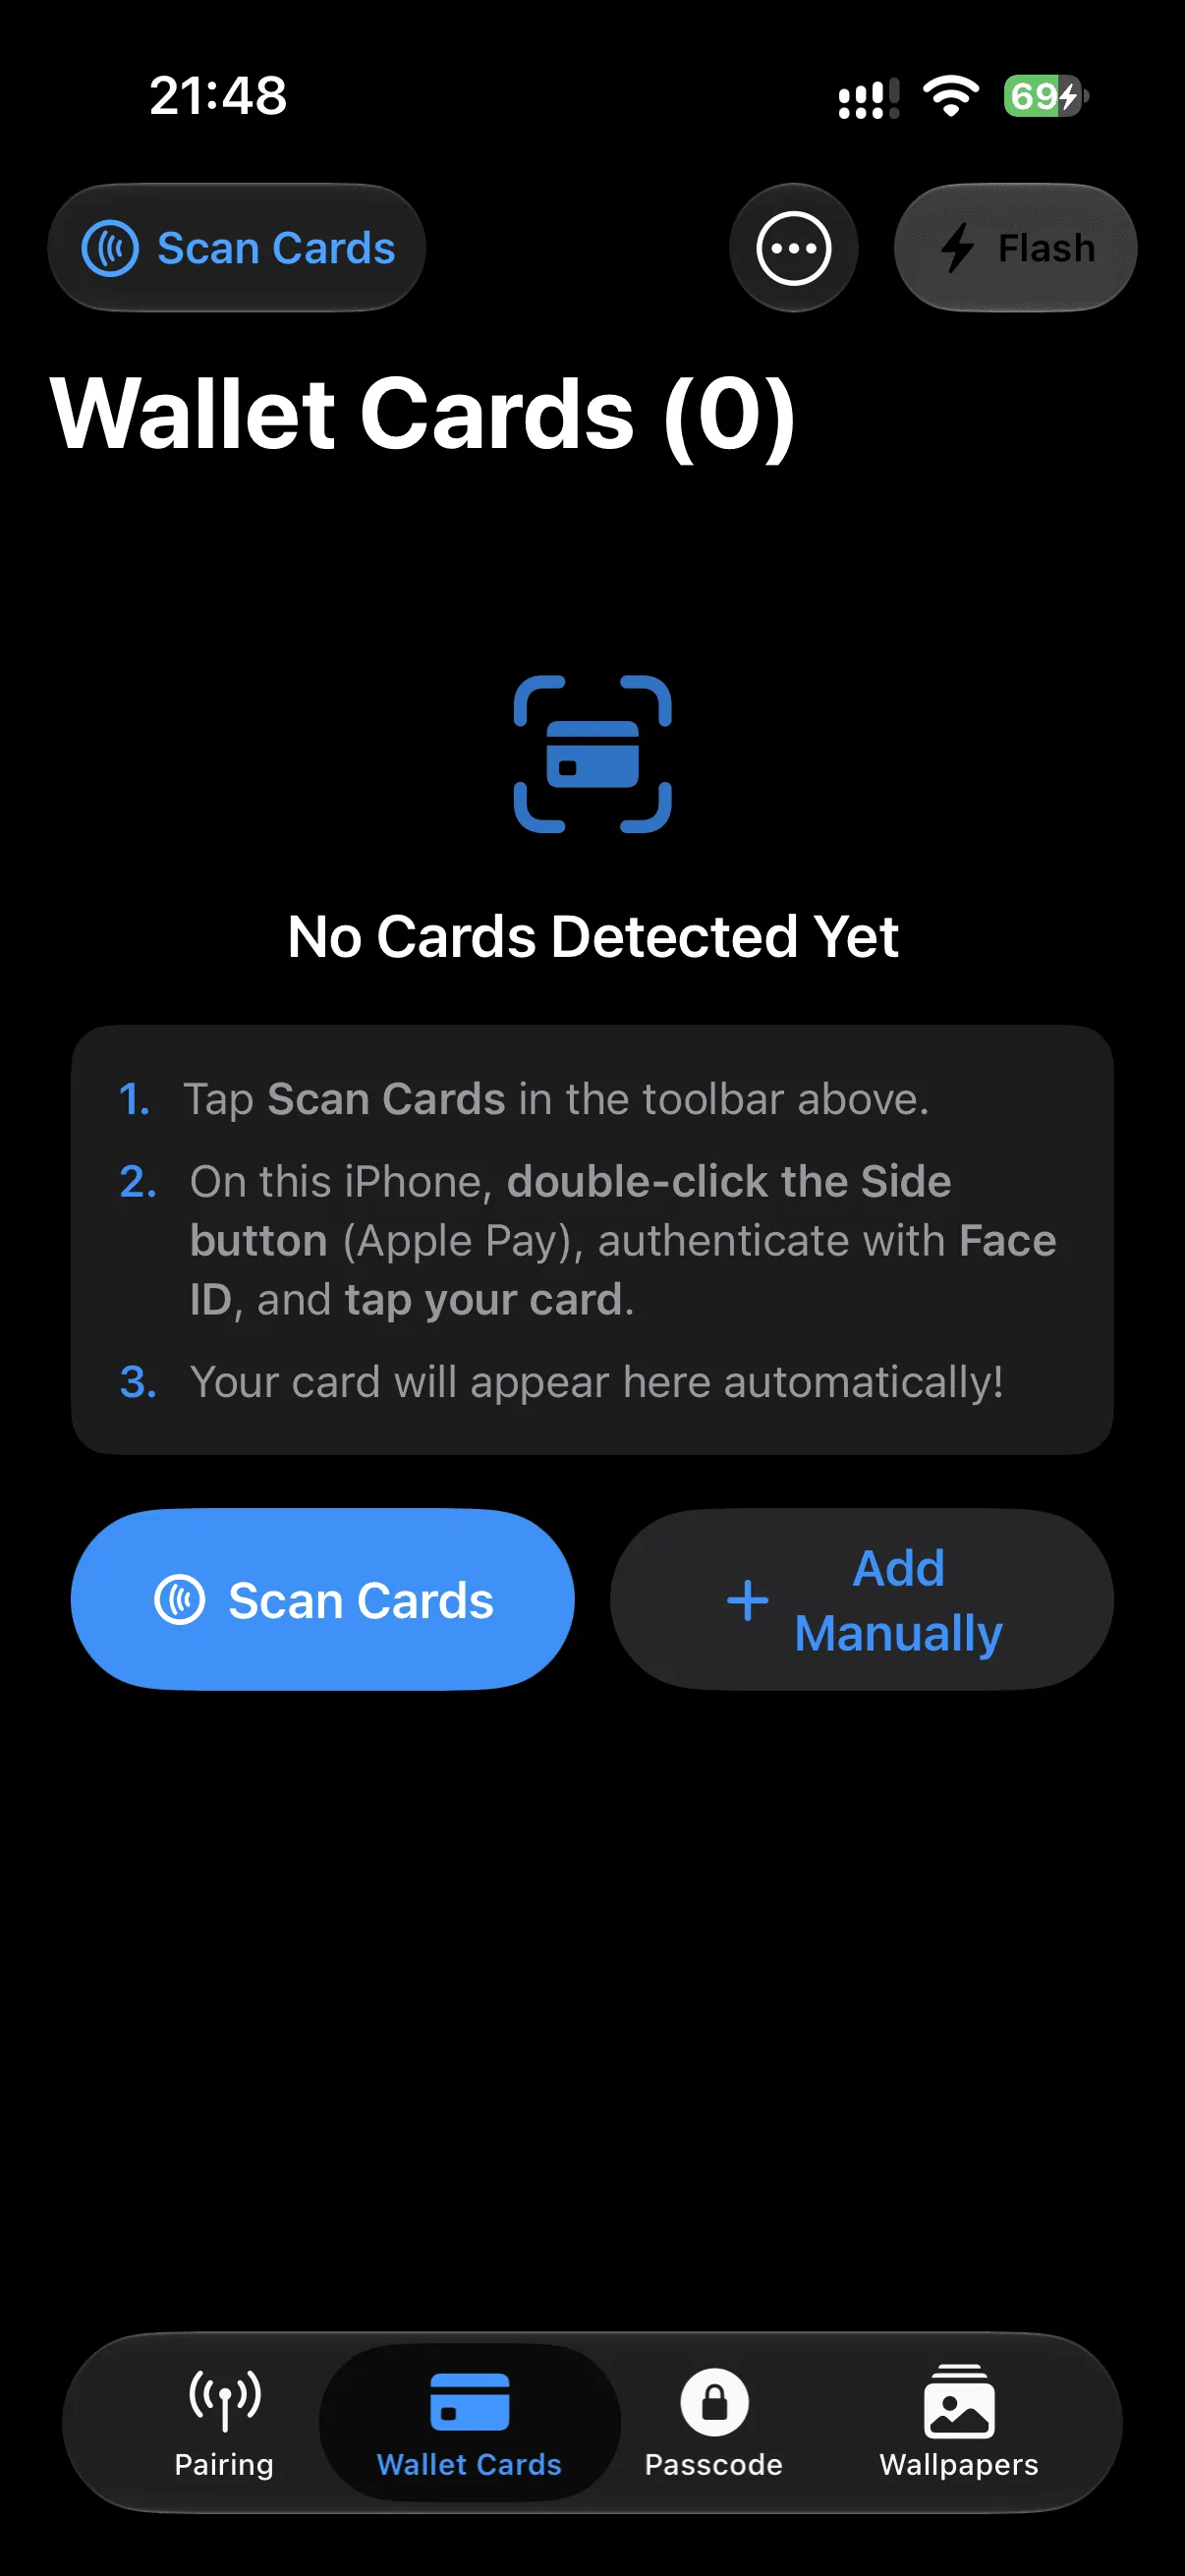 21:48
69
Scan Cards
Flash
Wallet Cards (0)
No Cards Detected Yet
1. Tap Scan Cards in the toolbar above.
2. On this iPhone, double-click the Side
button (Apple Pay), authenticate with Face
ID, and tap your card.
3. Your card will appear here automatically!
Scan Cards
Add
Manually
Pairing
Wallet Cards
Passcode
Wallpapers